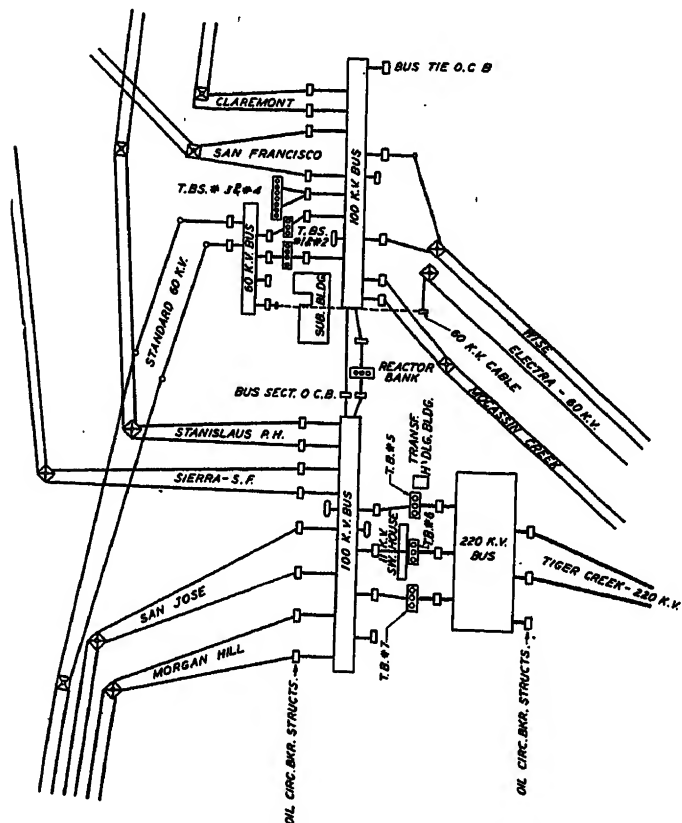 BUS TIE O.C B
CLAREMONT
100 K.V. BUS
SAN FRANCISCO
T.BS. # 3&#4
T.BS.
#1&#2
60 K.V. BUS
STANDARD 60 K.V.
SUB. BLDG.
60 K.V. CABLE
WISE
ELECTRA - 60 K.V.
MOCASSIN CREEK
REACTOR
BANK
BUS SECT. O C.B.
STANISLAUS P.H.
SIERRA - S.F.
T.B.#5
TRANSF.
H'DLG. BLDG.
100 K.V. BUS
11 K.V.
SW. HOUSE
T.B.#6
220 K.V.
BUS
TIGER CREEK - 220 K.V.
SAN JOSE
MORGAN HILL
T.B.#7
OIL CIRC. BKR. STRUCTS.
OIL CIRC. BKR. STRUCTS.